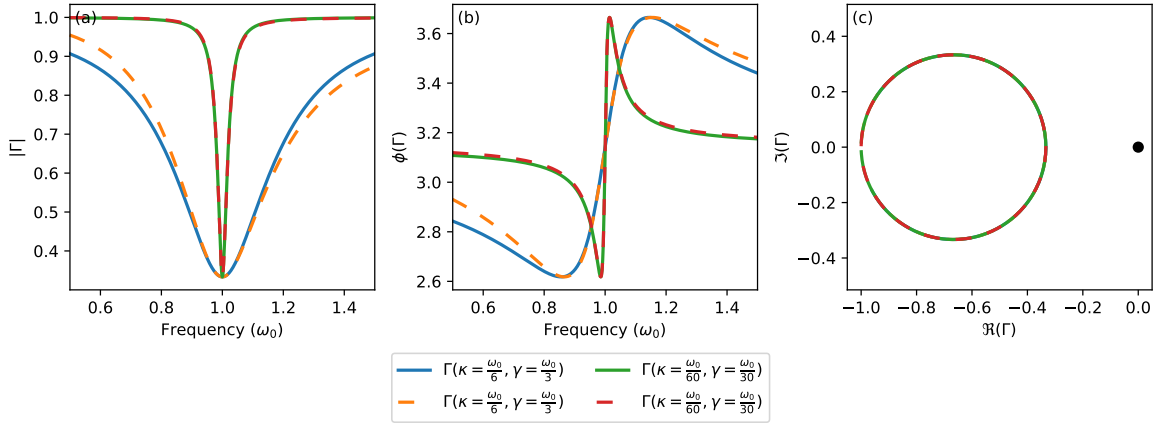 (a)
1.0
0.9
0.8
0.7
0.6
0.5
0.4
|Γ|
0.6 0.8 1.0 1.2 1.4
Frequency (ω₀)
(b)
3.6
3.4
3.2
3.0
2.8
2.6
ϕ(Γ)
0.6 0.8 1.0 1.2 1.4
Frequency (ω₀)
(c)
0.4
0.2
0.0
−0.2
−0.4
ℑ(Γ)
−1.0 −0.8 −0.6 −0.4 −0.2 0.0
ℜ(Γ)
Γ(κ = ω₀/6, γ = ω₀/3)
Γ(κ = ω₀/6, γ = ω₀/3)
Γ(κ = ω₀/60, γ = ω₀/30)
Γ(κ = ω₀/60, γ = ω₀/30)